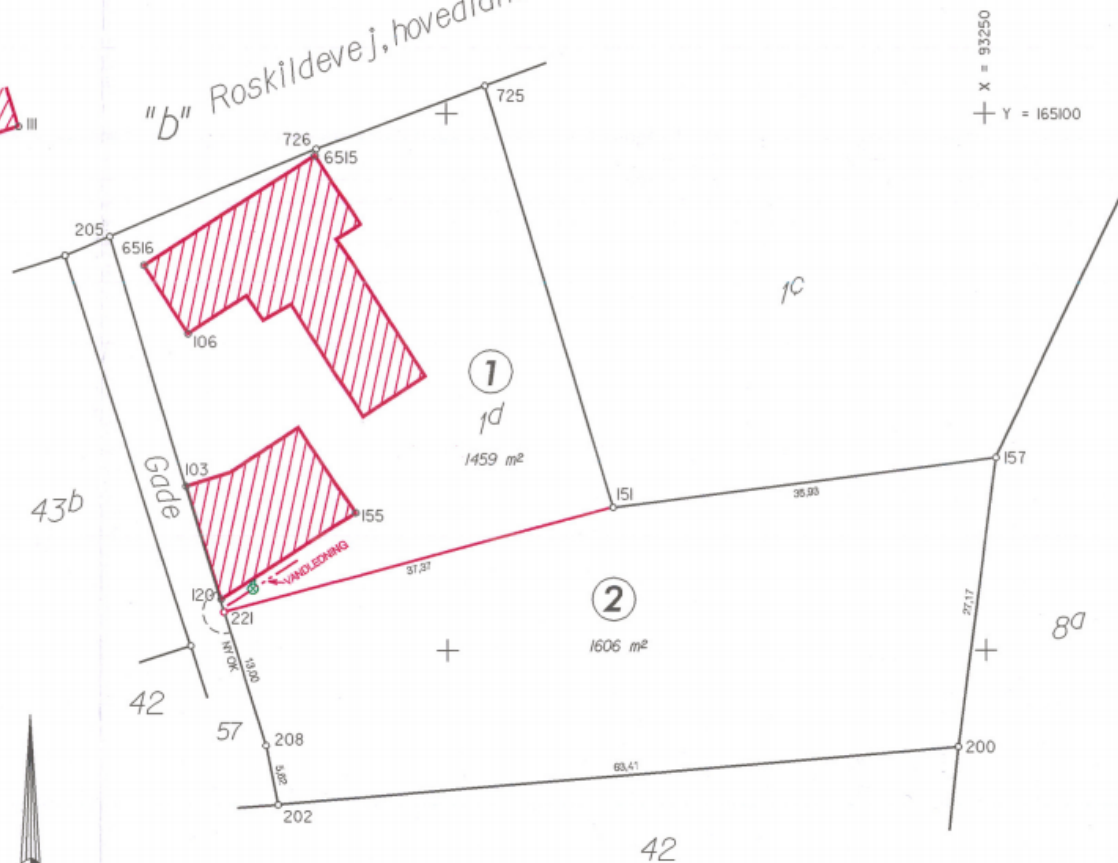 "b" Roskildevej,
X = 93250
Y = 165100
111
725
726
6515
205
6516
106
1c
1
1d
1459 m²
103
Gade
43b
155
151
35,93
157
VANDLEDNING
37,37
120
221
2
1606 m²
27,17
8a
NY OK
13,00
42
57
208
5,62
63,41
200
202
42